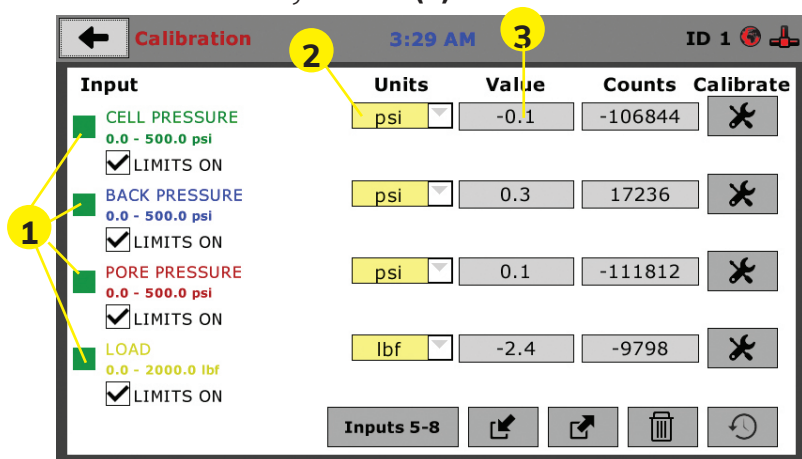 Calibration 3:29 AM ID 1
Input Units Value Counts Calibrate
CELL PRESSURE psi -0.1 -106844
0.0 - 500.0 psi
LIMITS ON
BACK PRESSURE psi 0.3 17236
0.0 - 500.0 psi
LIMITS ON
PORE PRESSURE psi 0.1 -111812
0.0 - 500.0 psi
LIMITS ON
LOAD lbf -2.4 -9798
0.0 - 2000.0 lbf
LIMITS ON
Inputs 5-8
1
2
3